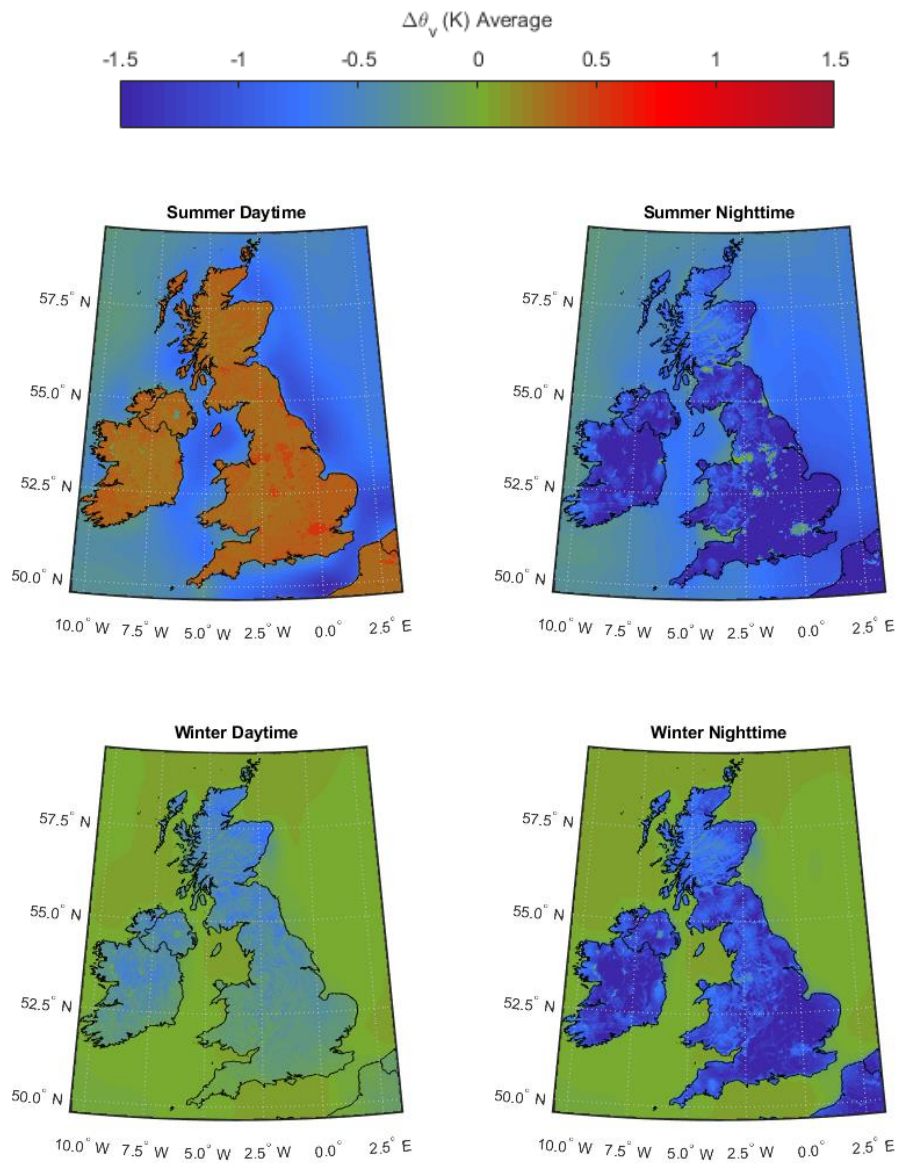 Δθv (K) Average
-1.5 -1 -0.5 0 0.5 1 1.5
Summer Daytime
57.5° N
55.0° N
52.5° N
50.0° N
10.0° W 7.5° W 5.0° W 2.5° W 0.0° 2.5° E
Summer Nighttime
57.5° N
55.0° N
52.5° N
50.0° N
10.0° W 7.5° W 5.0° W 2.5° W 0.0° 2.5° E
Winter Daytime
57.5° N
55.0° N
52.5° N
50.0° N
10.0° W 7.5° W 5.0° W 2.5° W 0.0° 2.5° E
Winter Nighttime
57.5° N
55.0° N
52.5° N
50.0° N
10.0° W 7.5° W 5.0° W 2.5° W 0.0° 2.5° E